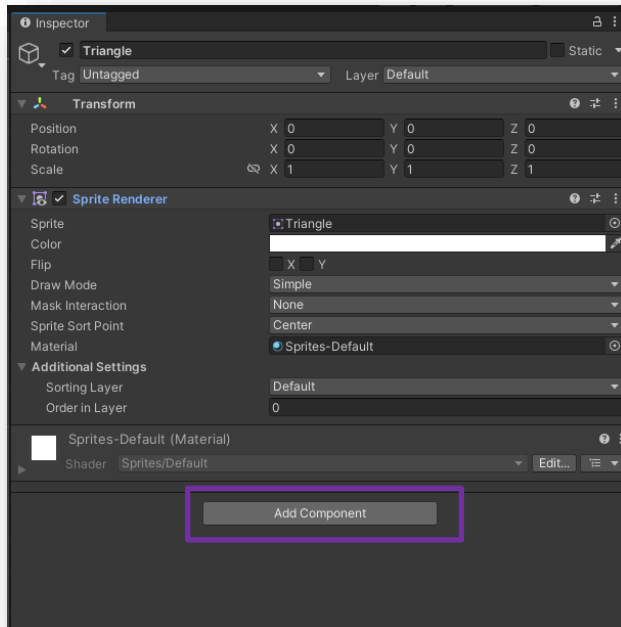 Inspector
Triangle Static
Tag Untagged Layer Default
Transform
Position X 0 Y 0 Z 0
Rotation X 0 Y 0 Z 0
Scale X 1 Y 1 Z 1
Sprite Renderer
Sprite Triangle
Color
Flip X Y
Draw Mode Simple
Mask Interaction None
Sprite Sort Point Center
Material Sprites-Default
Additional Settings
Sorting Layer Default
Order in Layer 0
Sprites-Default (Material)
Shader Sprites/Default Edit...
Add Component